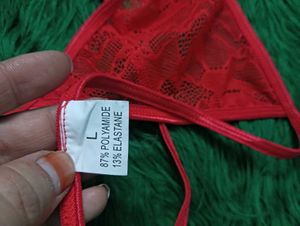 L
87% POLYAMIDE
13% ELASTANE